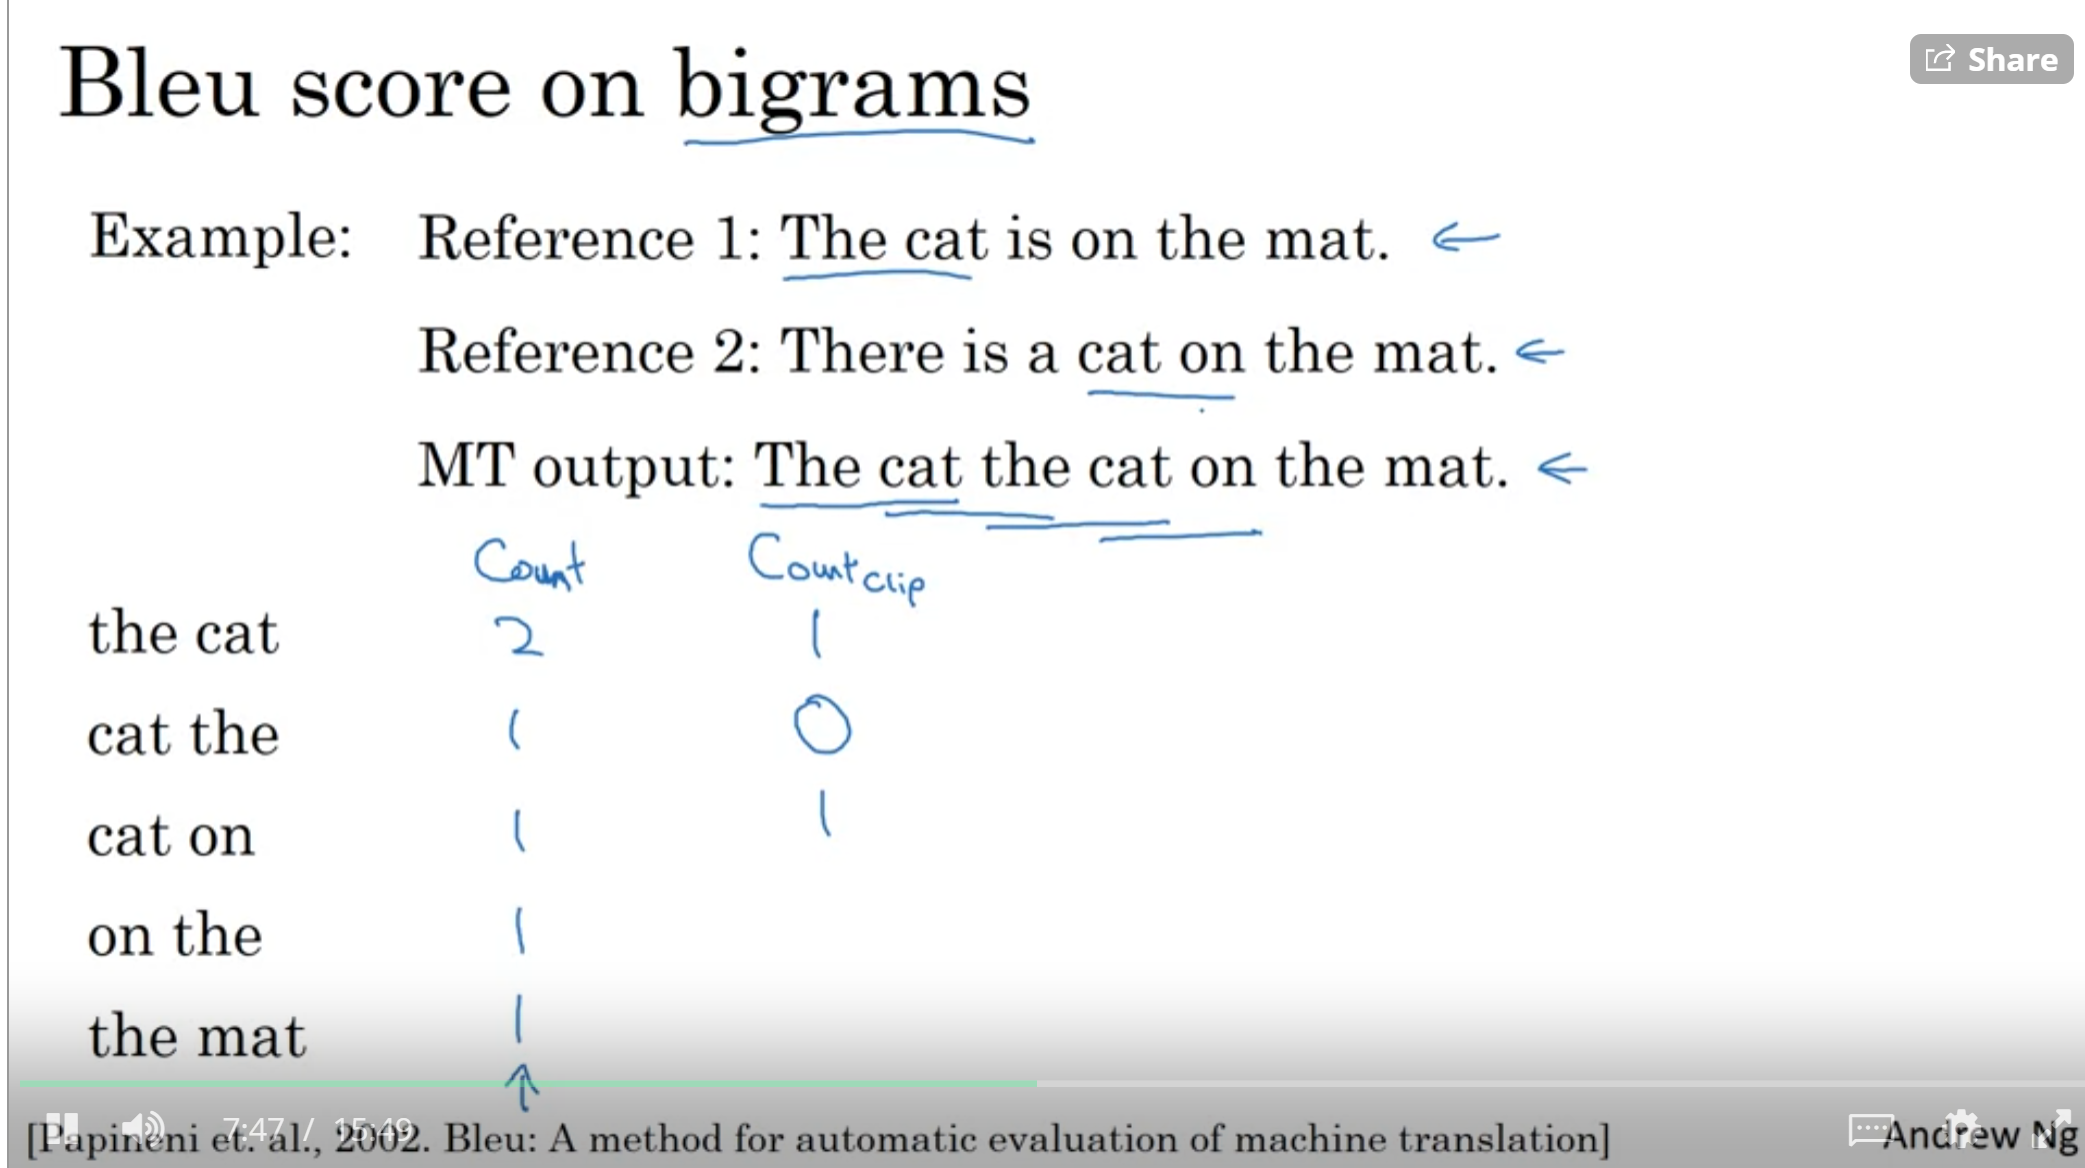 Bleu score on bigrams
Share
Example: Reference 1: The cat is on the mat. ←
Reference 2: There is a cat on the mat. ←
MT output: The cat the cat on the mat. ←
Count Count clip
the cat 2 1
cat the 1 0
cat on 1 1
on the 1
the mat 1
↑
7:47 / 15:49
[Papineni et. al., 2002. Bleu: A method for automatic evaluation of machine translation] Andrew Ng